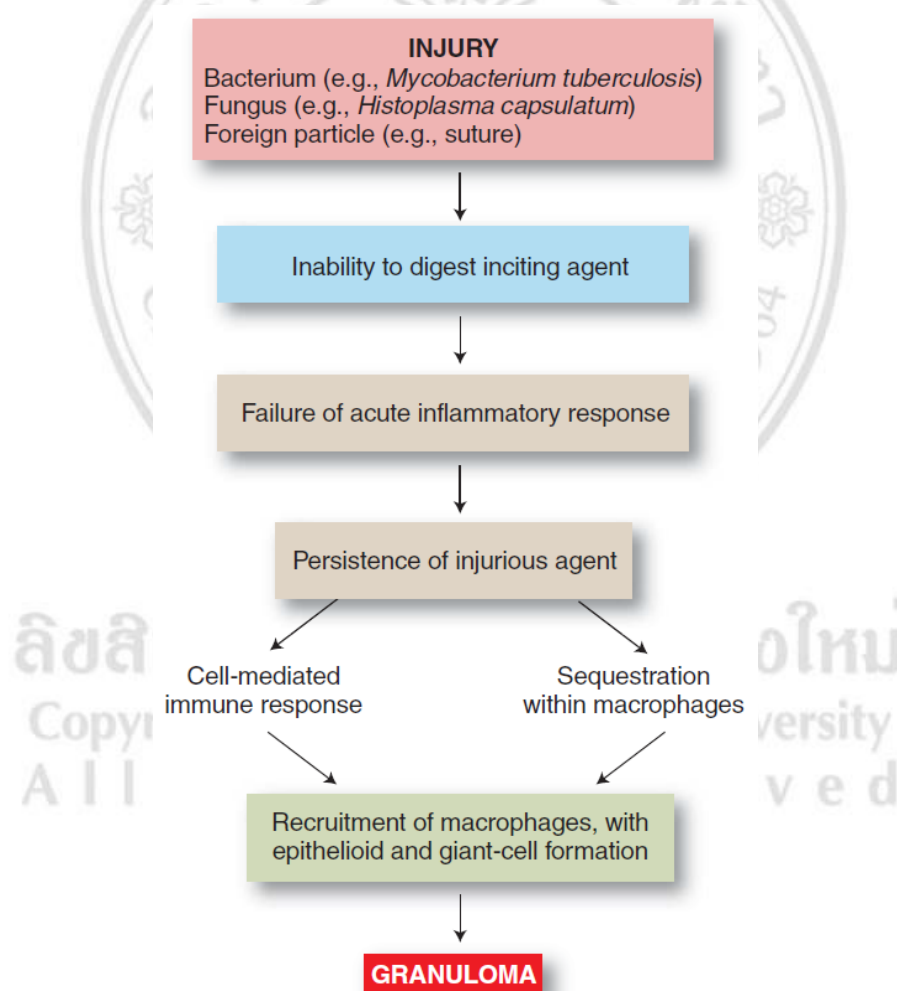 INJURY
Bacterium (e.g., Mycobacterium tuberculosis)
Fungus (e.g., Histoplasma capsulatum)
Foreign particle (e.g., suture)
Inability to digest inciting agent
Failure of acute inflammatory response
Persistence of injurious agent
Cell-mediated
immune response
Sequestration
within macrophages
Recruitment of macrophages, with
epithelioid and giant-cell formation
GRANULOMA
All